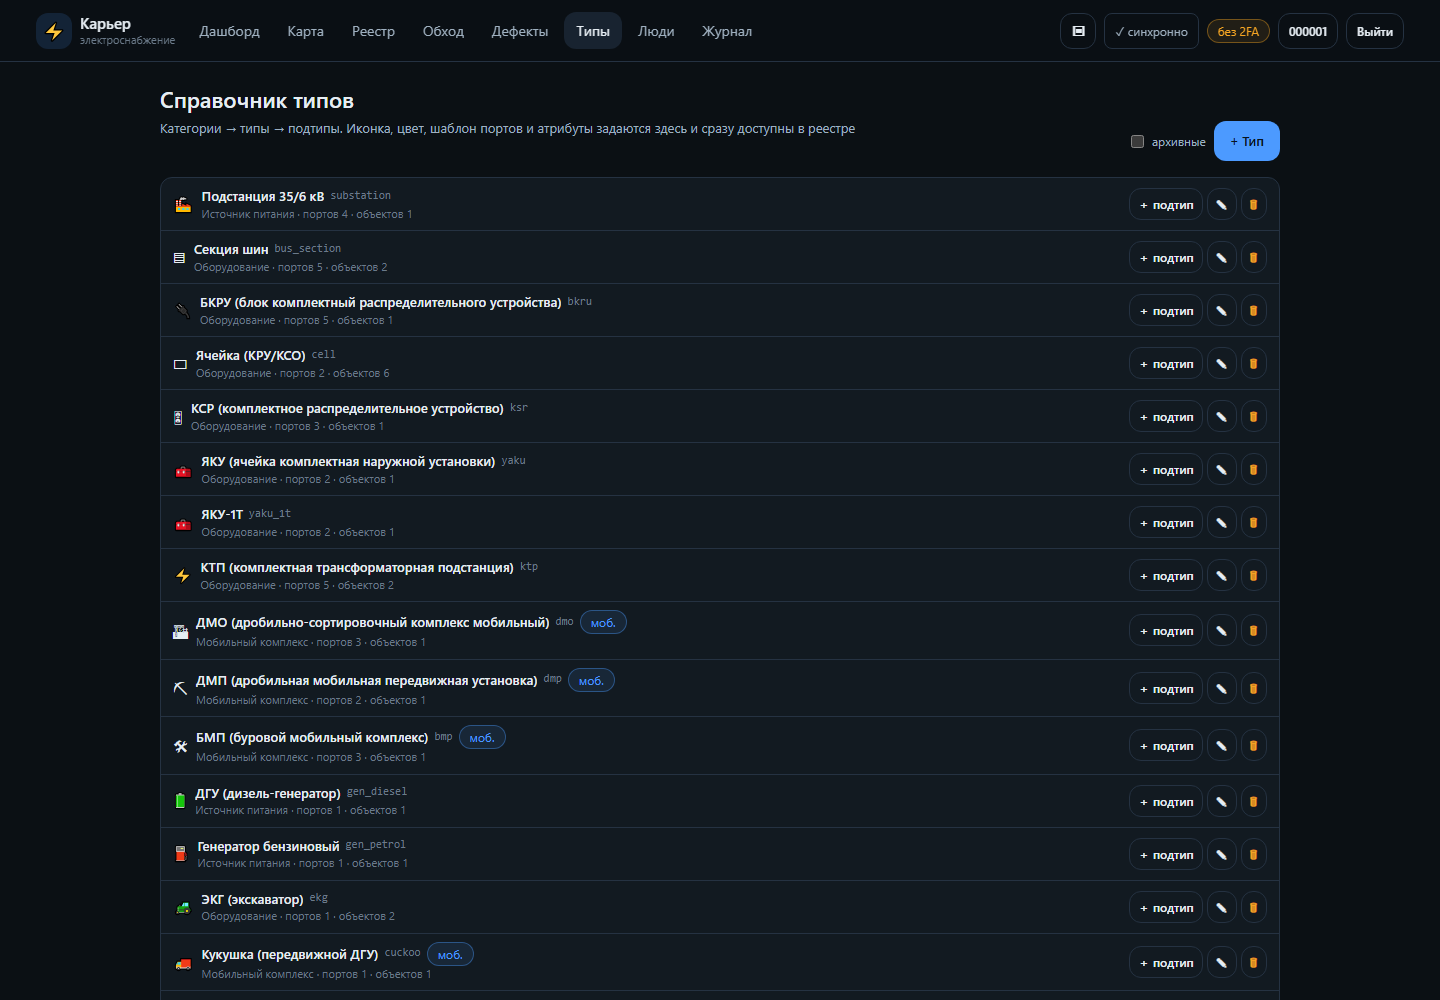 Карьер
электроснабжение
Дашборд
Карта
Реестр
Обход
Дефекты
Типы
Люди
Журнал
✓ синхронно
без 2FA
000001
Выйти
Справочник типов
Категории → типы → подтипы. Иконка, цвет, шаблон портов и атрибуты задаются здесь и сразу доступны в реестре
архивные
+ Тип
Подстанция 35/6 кВ substation
Источник питания · портов 4 · объектов 1
+ подтип
Секция шин bus_section
Оборудование · портов 5 · объектов 2
+ подтип
БКРУ (блок комплектный распределительного устройства) bkru
Оборудование · портов 5 · объектов 1
+ подтип
Ячейка (КРУ/КСО) cell
Оборудование · портов 2 · объектов 6
+ подтип
КСР (комплектное распределительное устройство) ksr
Оборудование · портов 3 · объектов 1
+ подтип
ЯКУ (ячейка комплектная наружной установки) yaku
Оборудование · портов 2 · объектов 1
+ подтип
ЯКУ-1Т yaku_1t
Оборудование · портов 2 · объектов 1
+ подтип
КТП (комплектная трансформаторная подстанция) ktp
Оборудование · портов 5 · объектов 2
+ подтип
ДМО (дробильно-сортировочный комплекс мобильный) dmo моб.
Мобильный комплекс · портов 3 · объектов 1
+ подтип
ДМП (дробильная мобильная передвижная установка) dmp моб.
Мобильный комплекс · портов 2 · объектов 1
+ подтип
БМП (буровой мобильный комплекс) bmp моб.
Мобильный комплекс · портов 3 · объектов 1
+ подтип
ДГУ (дизель-генератор) gen_diesel
Источник питания · портов 1 · объектов 1
+ подтип
Генератор бензиновый gen_petrol
Источник питания · портов 1 · объектов 1
+ подтип
ЭКГ (экскаватор) ekg
Оборудование · портов 1 · объектов 2
+ подтип
Кукушка (передвижной ДГУ) cuckoo моб.
Мобильный комплекс · портов 1 · объектов 1
+ подтип